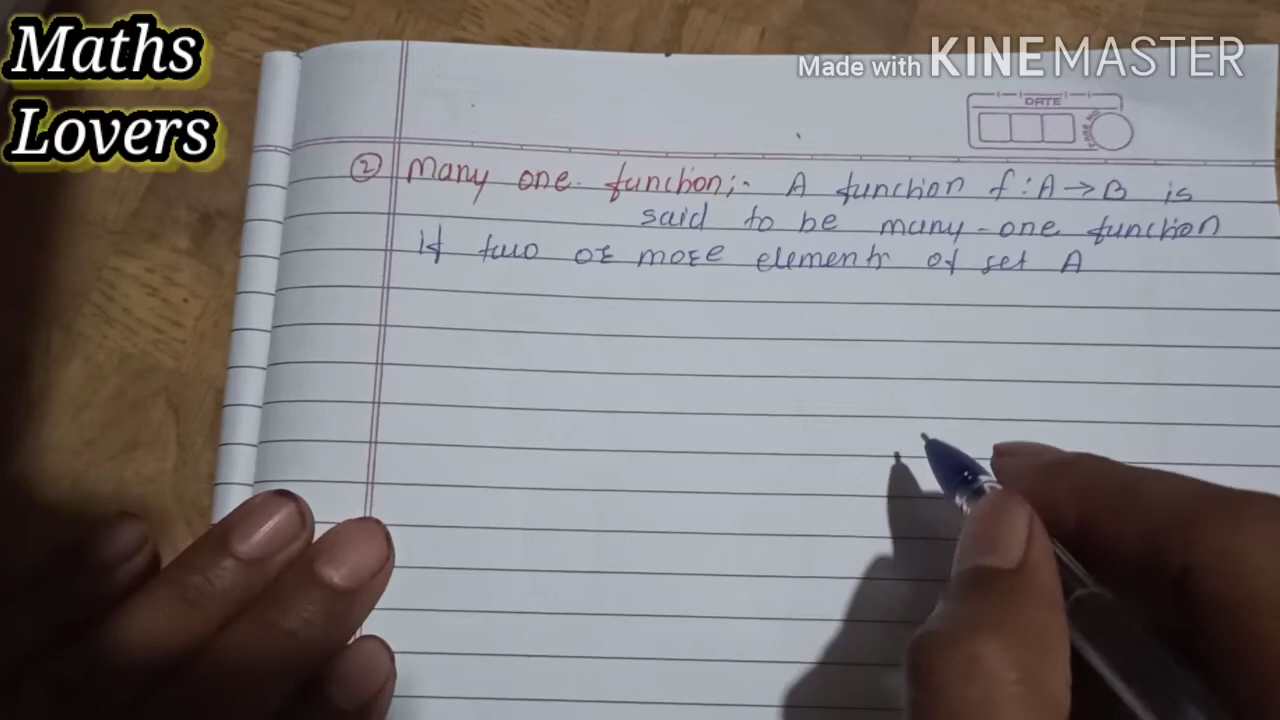 Maths
Lovers
Made with KINEMASTER
DATE
② Many one function:- A function f:A→B is
said to be many-one function
If two or more elements of set A